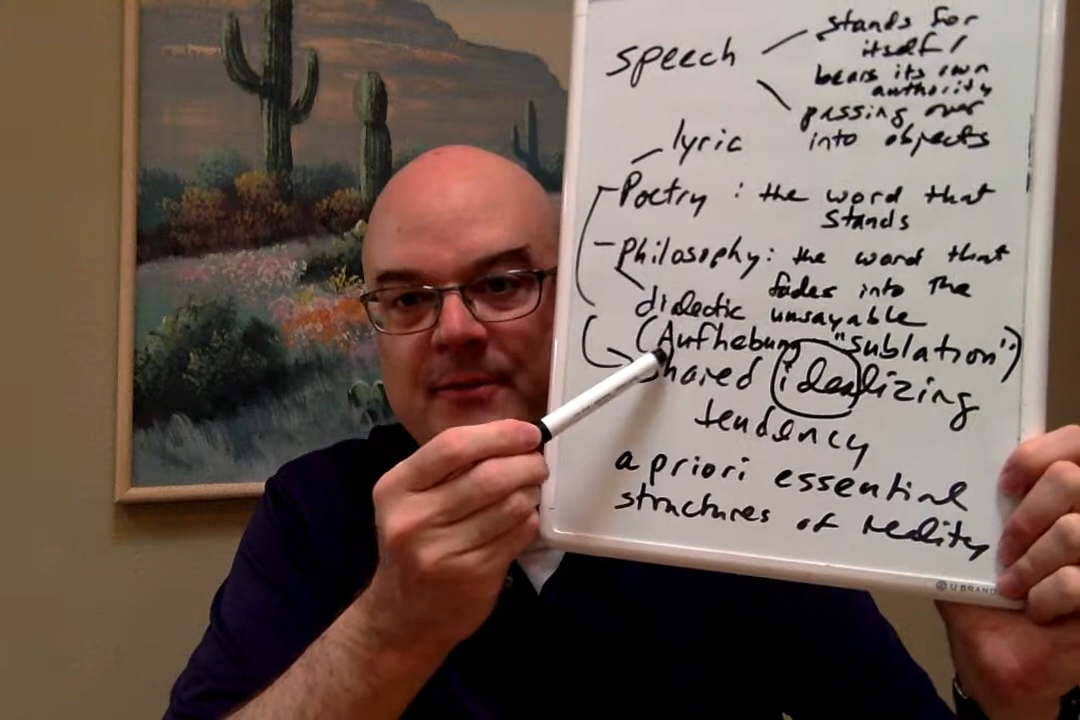 speech
stands for
itself /
bears its own
authority
passing over
into objects
lyric
Poetry : the word that
stands
Philosophy : the word that
fades into the
dialectic unsayable
(Aufhebung "sublation")
shared idealizing
tendency
a priori essential
structures of reality
U BRAND